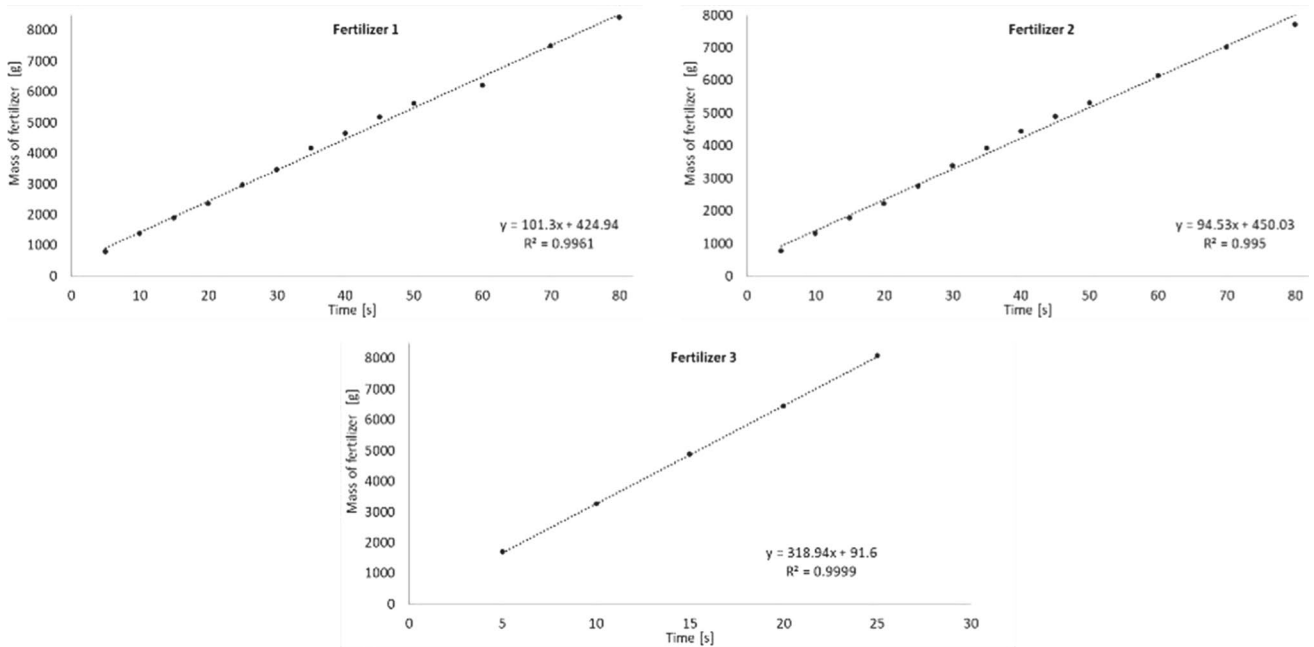 Fertilizer 1
Mass of fertilizer [g]
8000
7000
6000
5000
4000
3000
2000
1000
0
y = 101.3x + 424.94
R² = 0.9961
0 10 20 30 40 50 60 70 80
Time [s]
Fertilizer 2
Mass of fertilizer [g]
8000
7000
6000
5000
4000
3000
2000
1000
0
y = 94.53x + 450.03
R² = 0.995
0 10 20 30 40 50 60 70 80
Time [s]
Fertilizer 3
Mass of fertilizer [g]
8000
7000
6000
5000
4000
3000
2000
1000
0
y = 318.94x + 91.6
R² = 0.9999
0 5 10 15 20 25 30
Time [s]